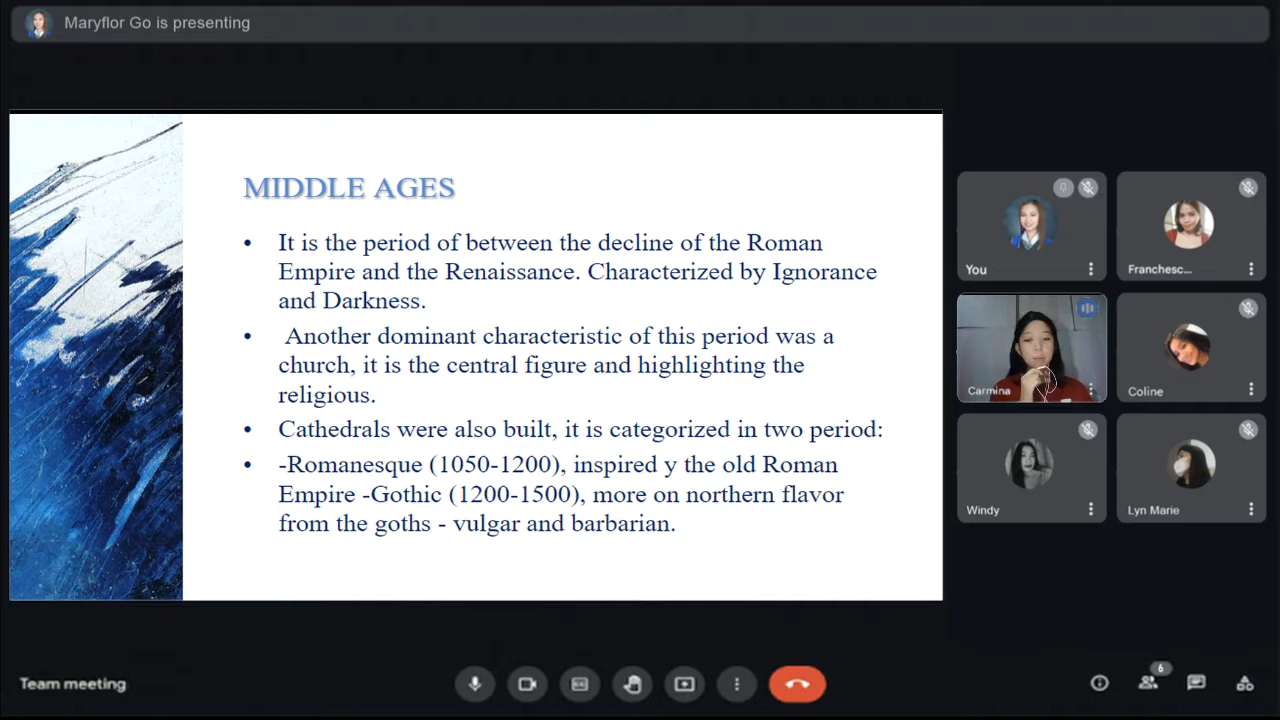 Maryflor Go is presenting
MIDDLE AGES
• It is the period of between the decline of the Roman
Empire and the Renaissance. Characterized by Ignorance
and Darkness.
• Another dominant characteristic of this period was a
church, it is the central figure and highlighting the
religious.
• Cathedrals were also built, it is categorized in two period:
• -Romanesque (1050-1200), inspired y the old Roman
Empire -Gothic (1200-1500), more on northern flavor
from the goths - vulgar and barbarian.
You
Franchesc...
Carmina
Coline
Windy
Lyn Marie
Team meeting
6